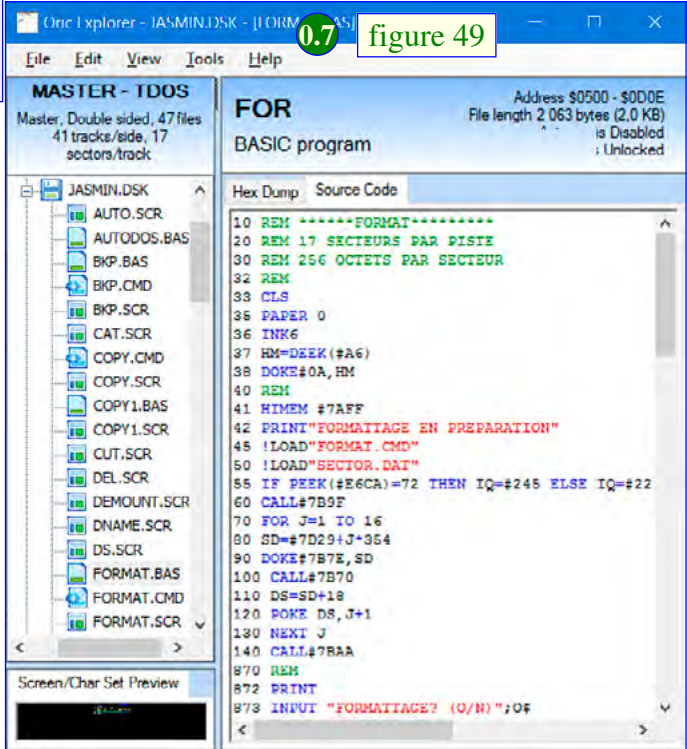 Oric Explorer - JASMIN.DSK - [FORMAT.BAS]
0.7
figure 49
File Edit View Tools Help
MASTER - TDOS
Master, Double sided, 47 files
41 tracks/side, 17
sectors/track
FOR
BASIC program
Address $0500 - $0D0E
File length 2 063 bytes (2,0 KB)
is Disabled
: Unlocked
JASMIN.DSK
AUTO.SCR
AUTODOS.BAS
BKP.BAS
BKP.CMD
BKP.SCR
CAT.SCR
COPY.CMD
COPY.SCR
COPY1.BAS
COPY1.SCR
CUT.SCR
DEL.SCR
DEMOUNT.SCR
DNAME.SCR
DS.SCR
FORMAT.BAS
FORMAT.CMD
FORMAT.SCR
Screen/Char Set Preview
Hex Dump Source Code
10 REM ******FORMAT*********
20 REM 17 SECTEURS PAR PISTE
30 REM 256 OCTETS PAR SECTEUR
32 REM
33 CLS
35 PAPER 0
36 INK6
37 HM=DEEK(#A6)
38 DOKE#0A,HM
40 REM
41 HIMEM #7AFF
42 PRINT"FORMATTAGE EN PREPARATION"
45 !LOAD"FORMAT.CMD"
50 !LOAD"SECTOR.DAT"
55 IF PEEK(#E6CA)=72 THEN IQ=#245 ELSE IQ=#22
60 CALL#7B9F
70 FOR J=1 TO 16
80 SD=#7D29+J*354
90 DOKE#7B7E,SD
100 CALL#7B70
110 DS=SD+18
120 POKE DS,J+1
130 NEXT J
140 CALL#7BAA
870 REM
872 PRINT
873 INPUT "FORMATTAGE? (O/N)";O$